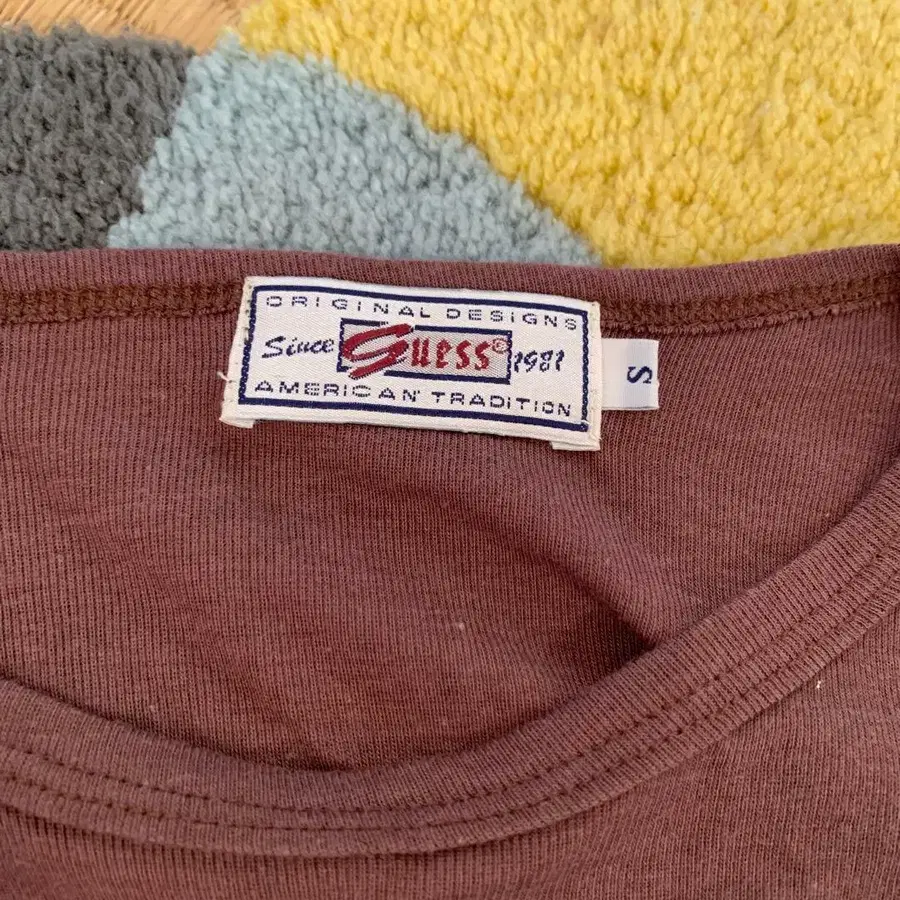 ORIGINAL DESIGNS
Since Guess® 1981
AMERICAN TRADITION
S